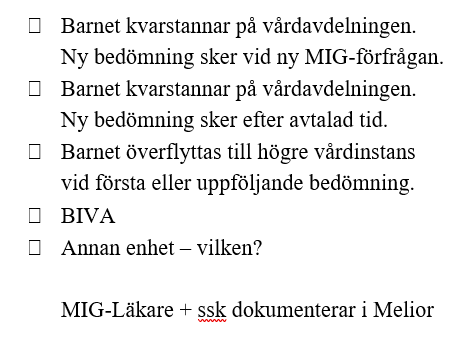 ☐ Barnet kvarstannar på vårdavdelningen.
Ny bedömning sker vid ny MIG-förfrågan.
☐ Barnet kvarstannar på vårdavdelningen.
Ny bedömning sker efter avtalad tid.
☐ Barnet överflyttas till högre vårdinstans
vid första eller uppföljande bedömning.
☐ BIVA
☐ Annan enhet – vilken?
MIG-Läkare + ssk dokumenterar i Melior